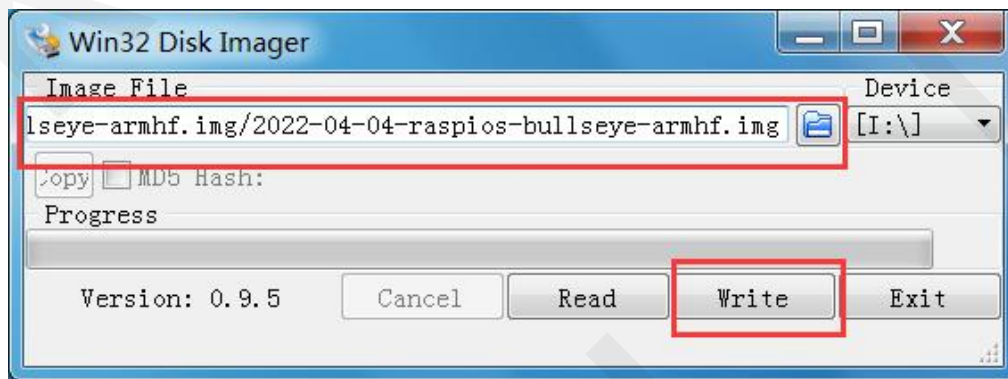 Win32 Disk Imager
Image File
Device
lseye-armhf.img/2022-04-04-raspios-bullseye-armhf.img
[I:\]
MD5 Hash:
Progress
Version: 0.9.5
Cancel
Read
Write
Exit